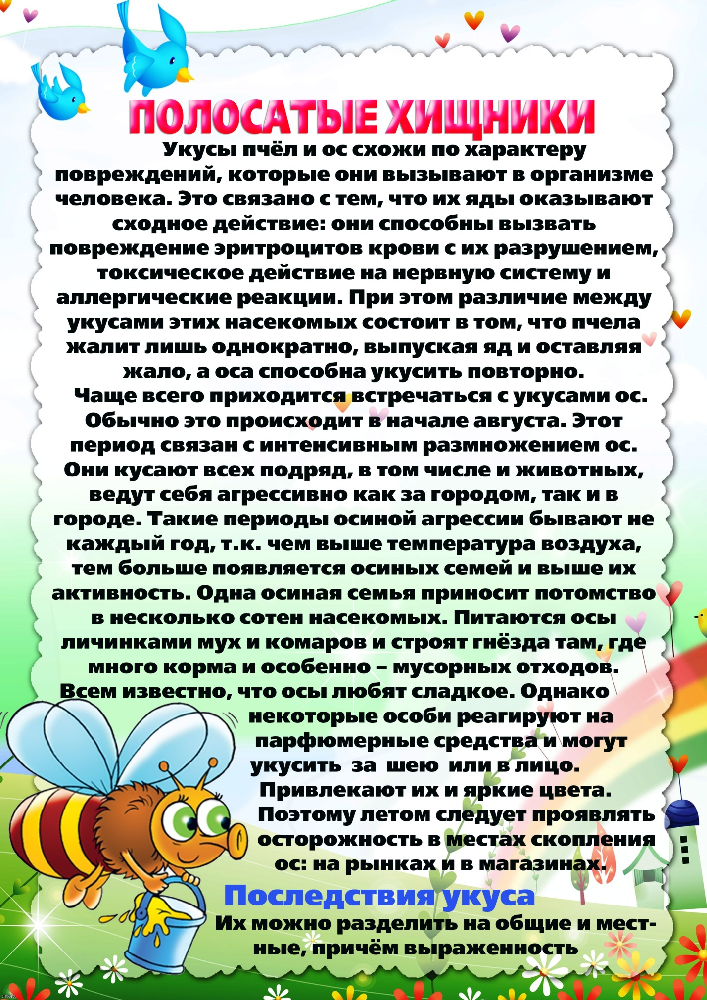 ПОЛОСАТЫЕ ХИЩНИКИ
Укусы пчёл и ос схожи по характеру
повреждений, которые они вызывают в организме
человека. Это связано с тем, что их яды оказывают
сходное действие: они способны вызвать
повреждение эритроцитов крови с их разрушением,
токсическое действие на нервную систему и
аллергические реакции. При этом различие между
укусами этих насекомых состоит в том, что пчела
жалит лишь однократно, выпуская яд и оставляя
жало, а оса способна укусить повторно.
Чаще всего приходится встречаться с укусами ос.
Обычно это происходит в начале августа. Этот
период связан с интенсивным размножением ос.
Они кусают всех подряд, в том числе и животных,
ведут себя агрессивно как за городом, так и в
городе. Такие периоды осиной агрессии бывают не
каждый год, т.к. чем выше температура воздуха,
тем больше появляется осиных семей и выше их
активность. Одна осиная семья приносит потомство
в несколько сотен насекомых. Питаются осы
личинками мух и комаров и строят гнёзда там, где
много корма и особенно – мусорных отходов.
Всем известно, что осы любят сладкое. Однако
некоторые особи реагируют на
парфюмерные средства и могут
укусить за шею или в лицо.
Привлекают их и яркие цвета.
Поэтому летом следует проявлять
осторожность в местах скопления
ос: на рынках и в магазинах.
Последствия укуса
Их можно разделить на общие и мест-
ные, причём выраженность